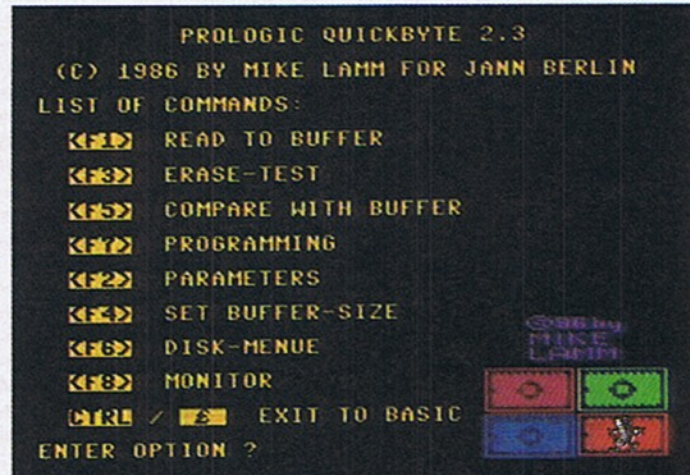 PROLOGIC QUICKBYTE 2.3
(C) 1986 BY MIKE LAMM FOR JANN BERLIN
LIST OF COMMANDS:
<F1> READ TO BUFFER
<F3> ERASE-TEST
<F5> COMPARE WITH BUFFER
<F7> PROGRAMMING
<F2> PARAMETERS
<F4> SET BUFFER-SIZE
<F6> DISK-MENUE
<F8> MONITOR
CTRL / £ EXIT TO BASIC
ENTER OPTION ?
©86 by
MIKE
LAMM